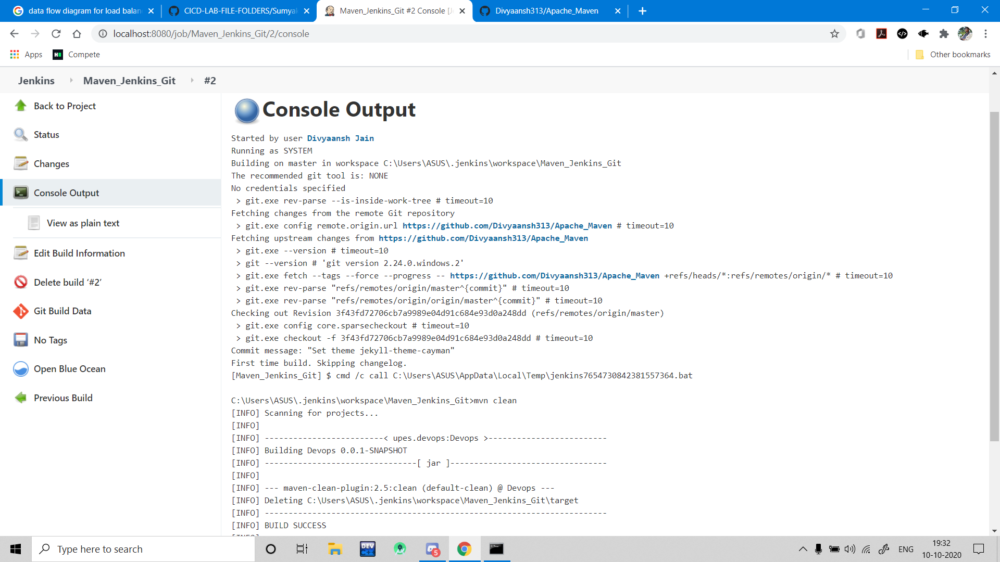 data flow diagram for load balan
CICD-LAB-FILE-FOLDERS/Sumya
Maven_Jenkins_Git #2 Console [J
Divyaansh313/Apache_Maven
localhost:8080/job/Maven_Jenkins_Git/2/console
Apps
Compete
Other bookmarks
Jenkins
Maven_Jenkins_Git
#2
Back to Project
Status
Changes
Console Output
View as plain text
Edit Build Information
Delete build ‘#2’
Git Build Data
No Tags
Open Blue Ocean
Previous Build
Console Output
Started by user Divyaansh Jain
Running as SYSTEM
Building on master in workspace C:\Users\ASUS\.jenkins\workspace\Maven_Jenkins_Git
The recommended git tool is: NONE
No credentials specified
> git.exe rev-parse --is-inside-work-tree # timeout=10
Fetching changes from the remote Git repository
> git.exe config remote.origin.url https://github.com/Divyaansh313/Apache_Maven # timeout=10
Fetching upstream changes from https://github.com/Divyaansh313/Apache_Maven
> git.exe --version # timeout=10
> git --version # 'git version 2.24.0.windows.2'
> git.exe fetch --tags --force --progress -- https://github.com/Divyaansh313/Apache_Maven +refs/heads/*:refs/remotes/origin/* # timeout=10
> git.exe rev-parse "refs/remotes/origin/master^{commit}" # timeout=10
> git.exe rev-parse "refs/remotes/origin/origin/master^{commit}" # timeout=10
Checking out Revision 3f43fd72706cb7a9989e04d91c684e93d0a248dd (refs/remotes/origin/master)
> git.exe config core.sparsecheckout # timeout=10
> git.exe checkout -f 3f43fd72706cb7a9989e04d91c684e93d0a248dd # timeout=10
Commit message: "Set theme jekyll-theme-cayman"
First time build. Skipping changelog.
[Maven_Jenkins_Git] $ cmd /c call C:\Users\ASUS\AppData\Local\Temp\jenkins7654730842381557364.bat
C:\Users\ASUS\.jenkins\workspace\Maven_Jenkins_Git>mvn clean
[INFO] Scanning for projects...
[INFO]
[INFO] -------------------------< upes.devops:Devops >-------------------------
[INFO] Building Devops 0.0.1-SNAPSHOT
[INFO] --------------------------------[ jar ]---------------------------------
[INFO]
[INFO] --- maven-clean-plugin:2.5:clean (default-clean) @ Devops ---
[INFO] Deleting C:\Users\ASUS\.jenkins\workspace\Maven_Jenkins_Git\target
[INFO] ------------------------------------------------------------------------
[INFO] BUILD SUCCESS
Type here to search
DEV C++
5
ENG
19:32
10-10-2020